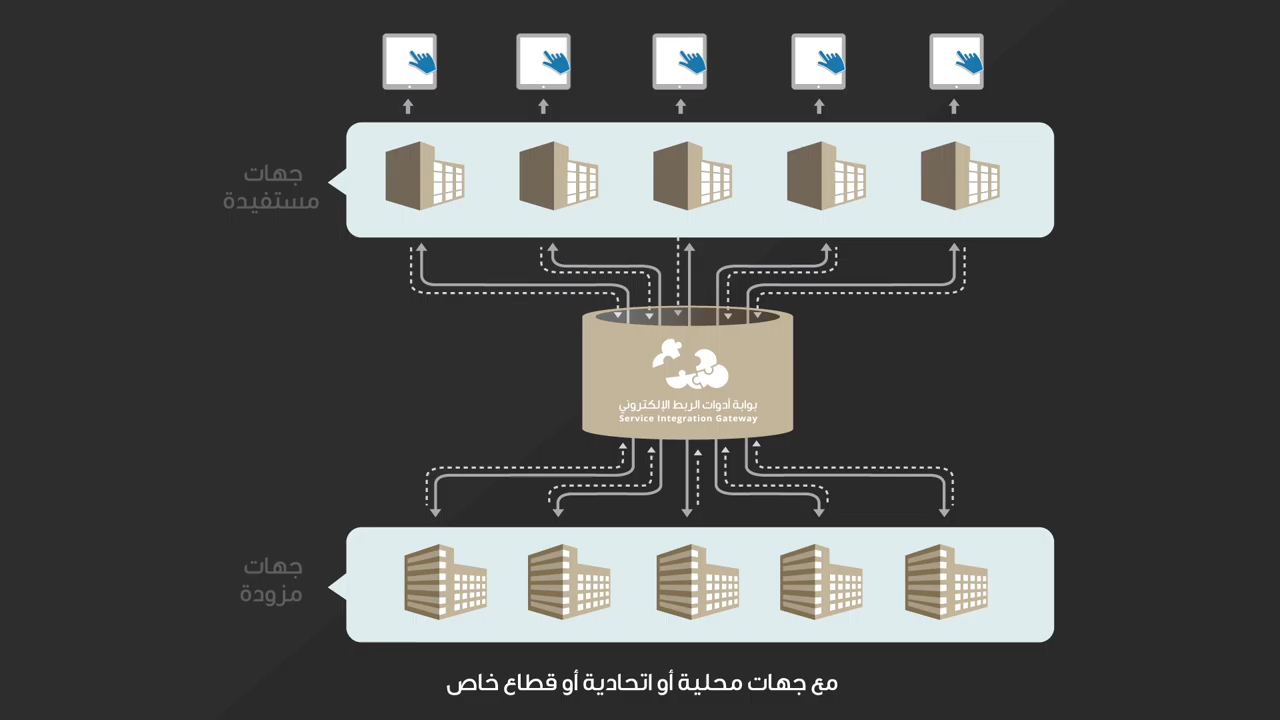 جهات
مستفيدة
بوابة أدوات الربط الإلكتروني
Service Integration Gateway
جهات
مزودة
مع جهات محلية أو اتحادية أو قطاع خاص